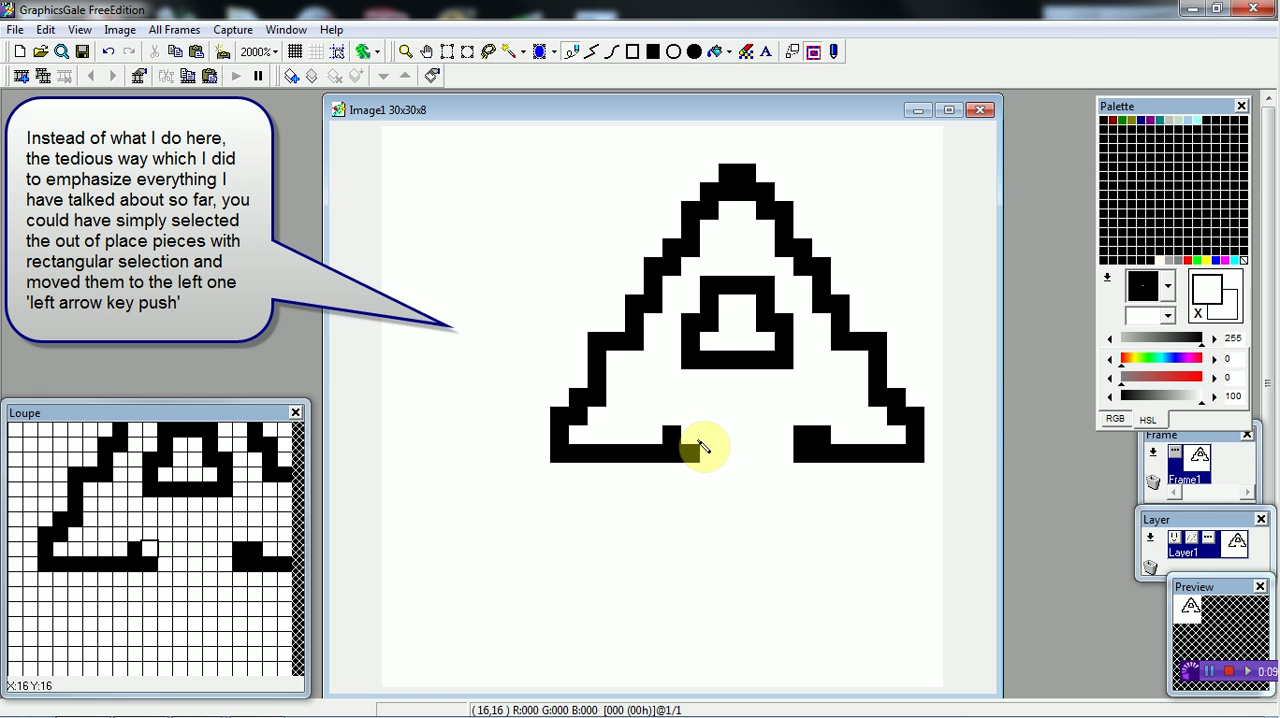 GraphicsGale FreeEdition
File Edit View Image All Frames Capture Window Help
2000%
A
Image1 30x30x8
Instead of what I do here,
the tedious way which I did
to emphasize everything I
have talked about so far, you
could have simply selected
the out of place pieces with
rectangular selection and
moved them to the left one
'left arrow key push'
Palette
X
255
0
0
100
RGB HSL
Loupe
X:16 Y:16
Frame
Frame1
Layer
Layer1
Preview
0:09
( 16,16 ) R:000 G:000 B:000 [000 (00h)]@1/1